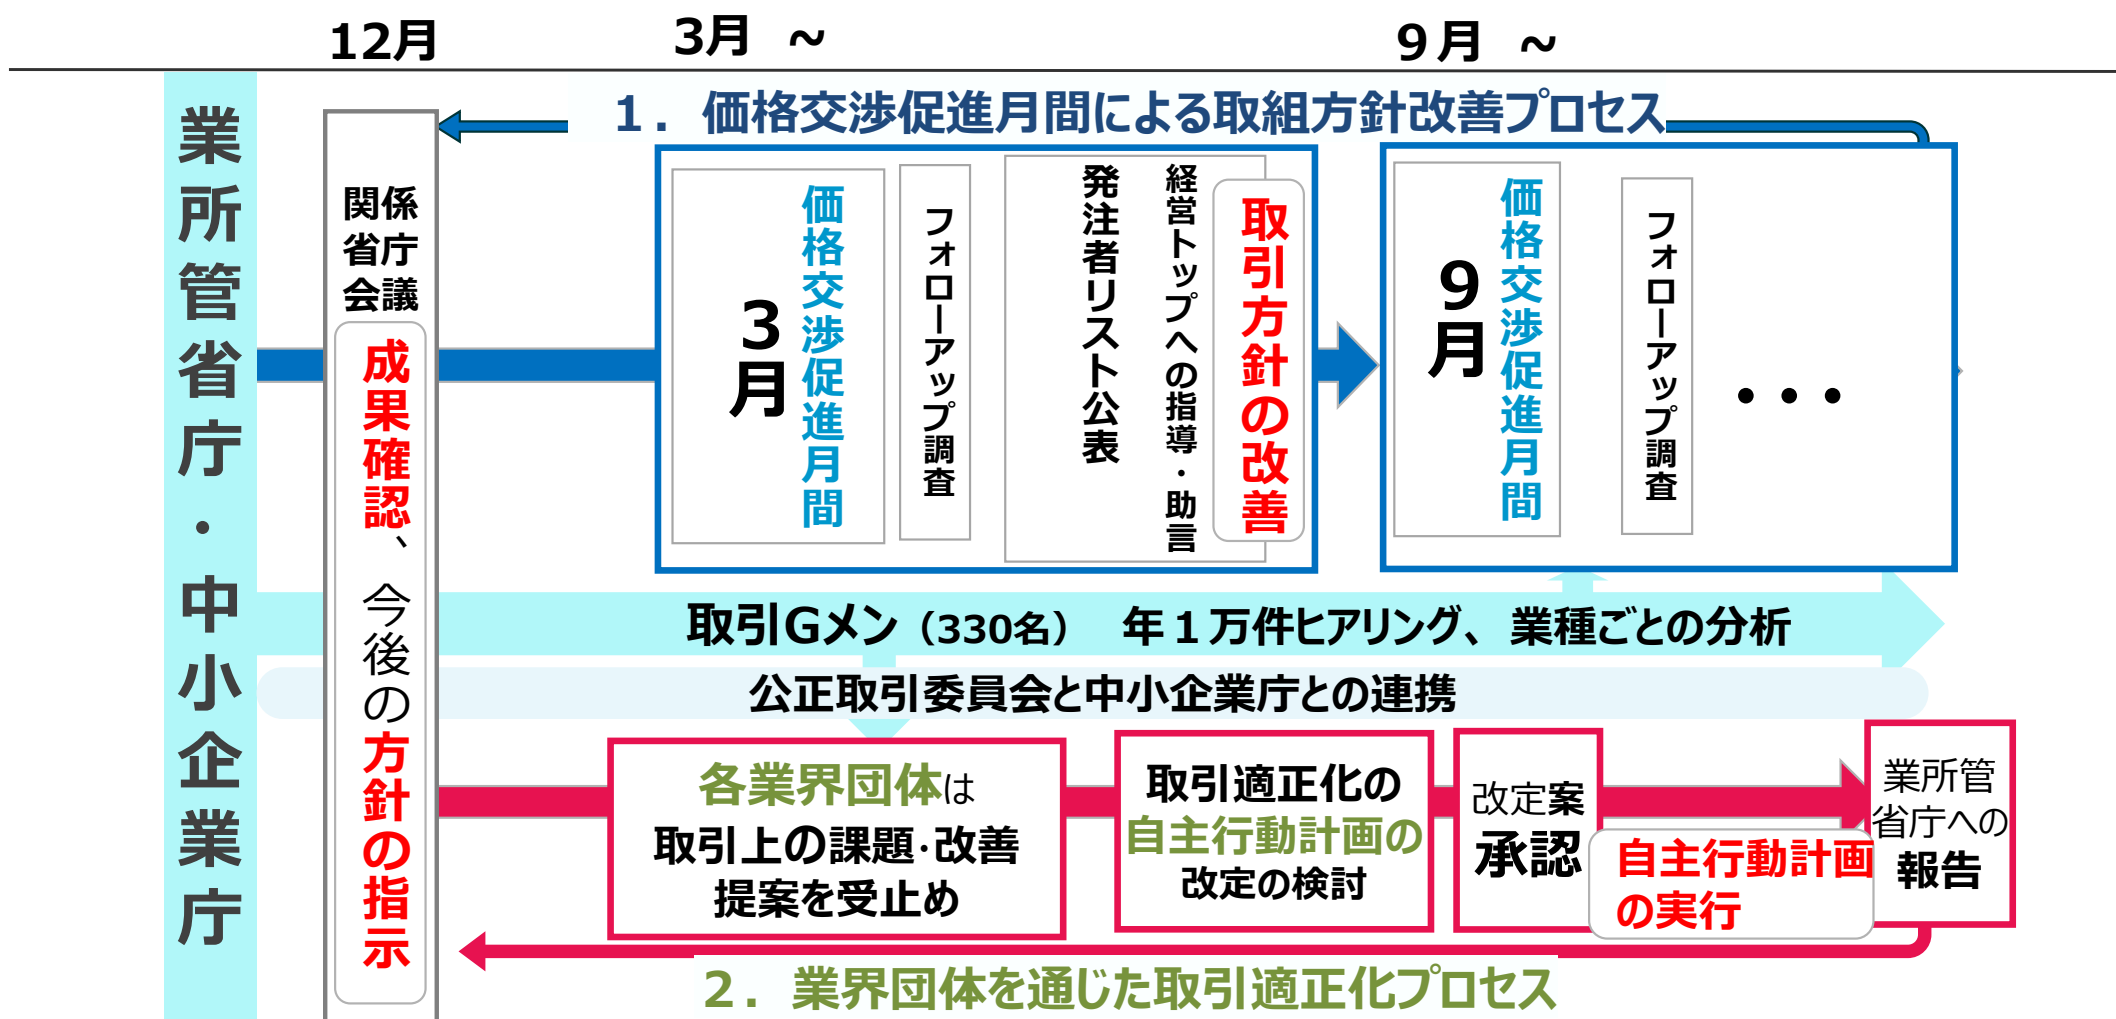 12月
3月 ~
9月 ~
業所管省庁・中小企業庁
1. 価格交渉促進月間による取組方針改善プロセス
関係
省庁
会議
成果確認、今後の方針の指示
3月
価格交渉促進月間
フォローアップ調査
発注者リスト公表
経営トップへの指導・助言
取引方針の改善
9月
価格交渉促進月間
フォローアップ調査
・・・
取引Gメン(330名) 年1万件ヒアリング、業種ごとの分析
公正取引委員会と中小企業庁との連携
各業界団体は
取引上の課題・改善
提案を受止め
取引適正化の
自主行動計画の
改定の検討
改定案
承認
自主行動計画
の実行
業所管
省庁への
報告
2. 業界団体を通じた取引適正化プロセス